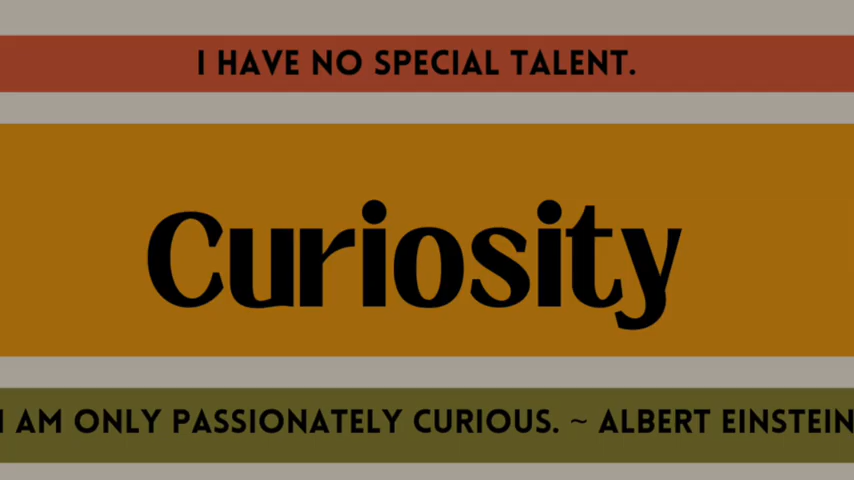 I HAVE NO SPECIAL TALENT.
Curiosity
I AM ONLY PASSIONATELY CURIOUS. ~ ALBERT EINSTEIN